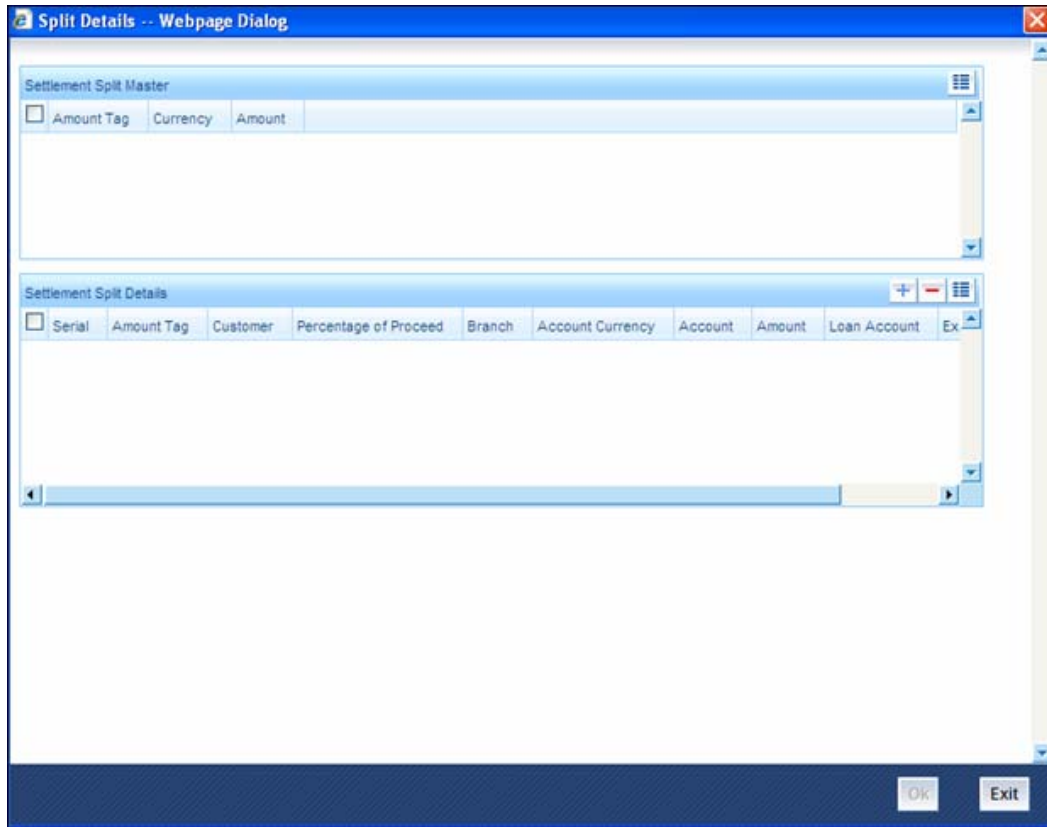 Split Details -- Webpage Dialog
Settlement Split Master
Amount Tag Currency Amount
Settlement Split Details
Serial Amount Tag Customer Percentage of Proceed Branch Account Currency Account Amount Loan Account Ex
Ok Exit